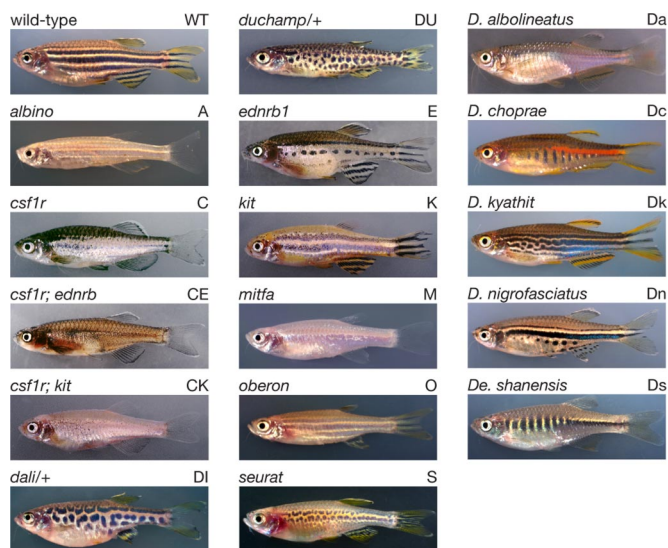 wild-type WT
albino A
csf1r C
csf1r; ednrb CE
csf1r; kit CK
dali/+ DI
duchamp/+ DU
ednrb1 E
kit K
mitfa M
oberon O
seurat S
D. albolineatus Da
D. choprae Dc
D. kyathit Dk
D. nigrofasciatus Dn
De. shanensis Ds